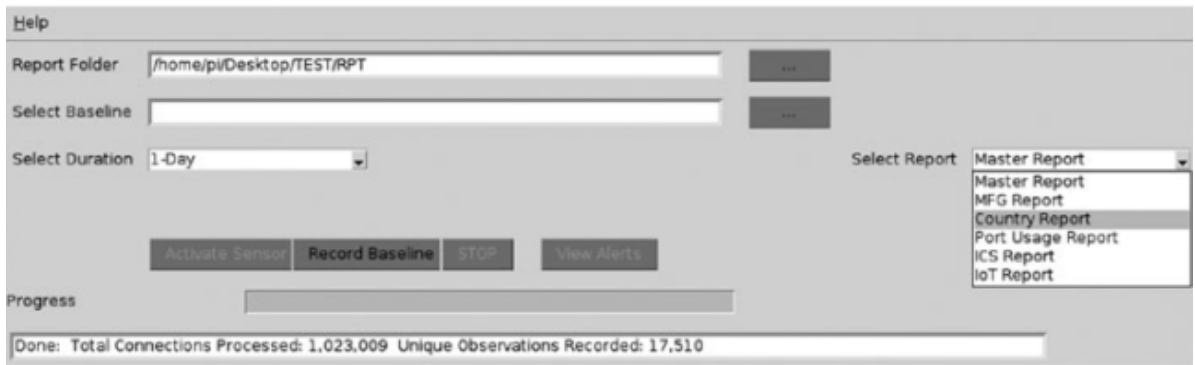 Help
Report Folder /home/pi/Desktop/TEST/RPT ...
Select Baseline ...
Select Duration 1-Day Select Report Master Report
Master Report
MFG Report
Country Report
Port Usage Report
ICS Report
IoT Report
Activate Sensor Record Baseline STOP View Alerts
Progress
Done: Total Connections Processed: 1,023,009 Unique Observations Recorded: 17,510